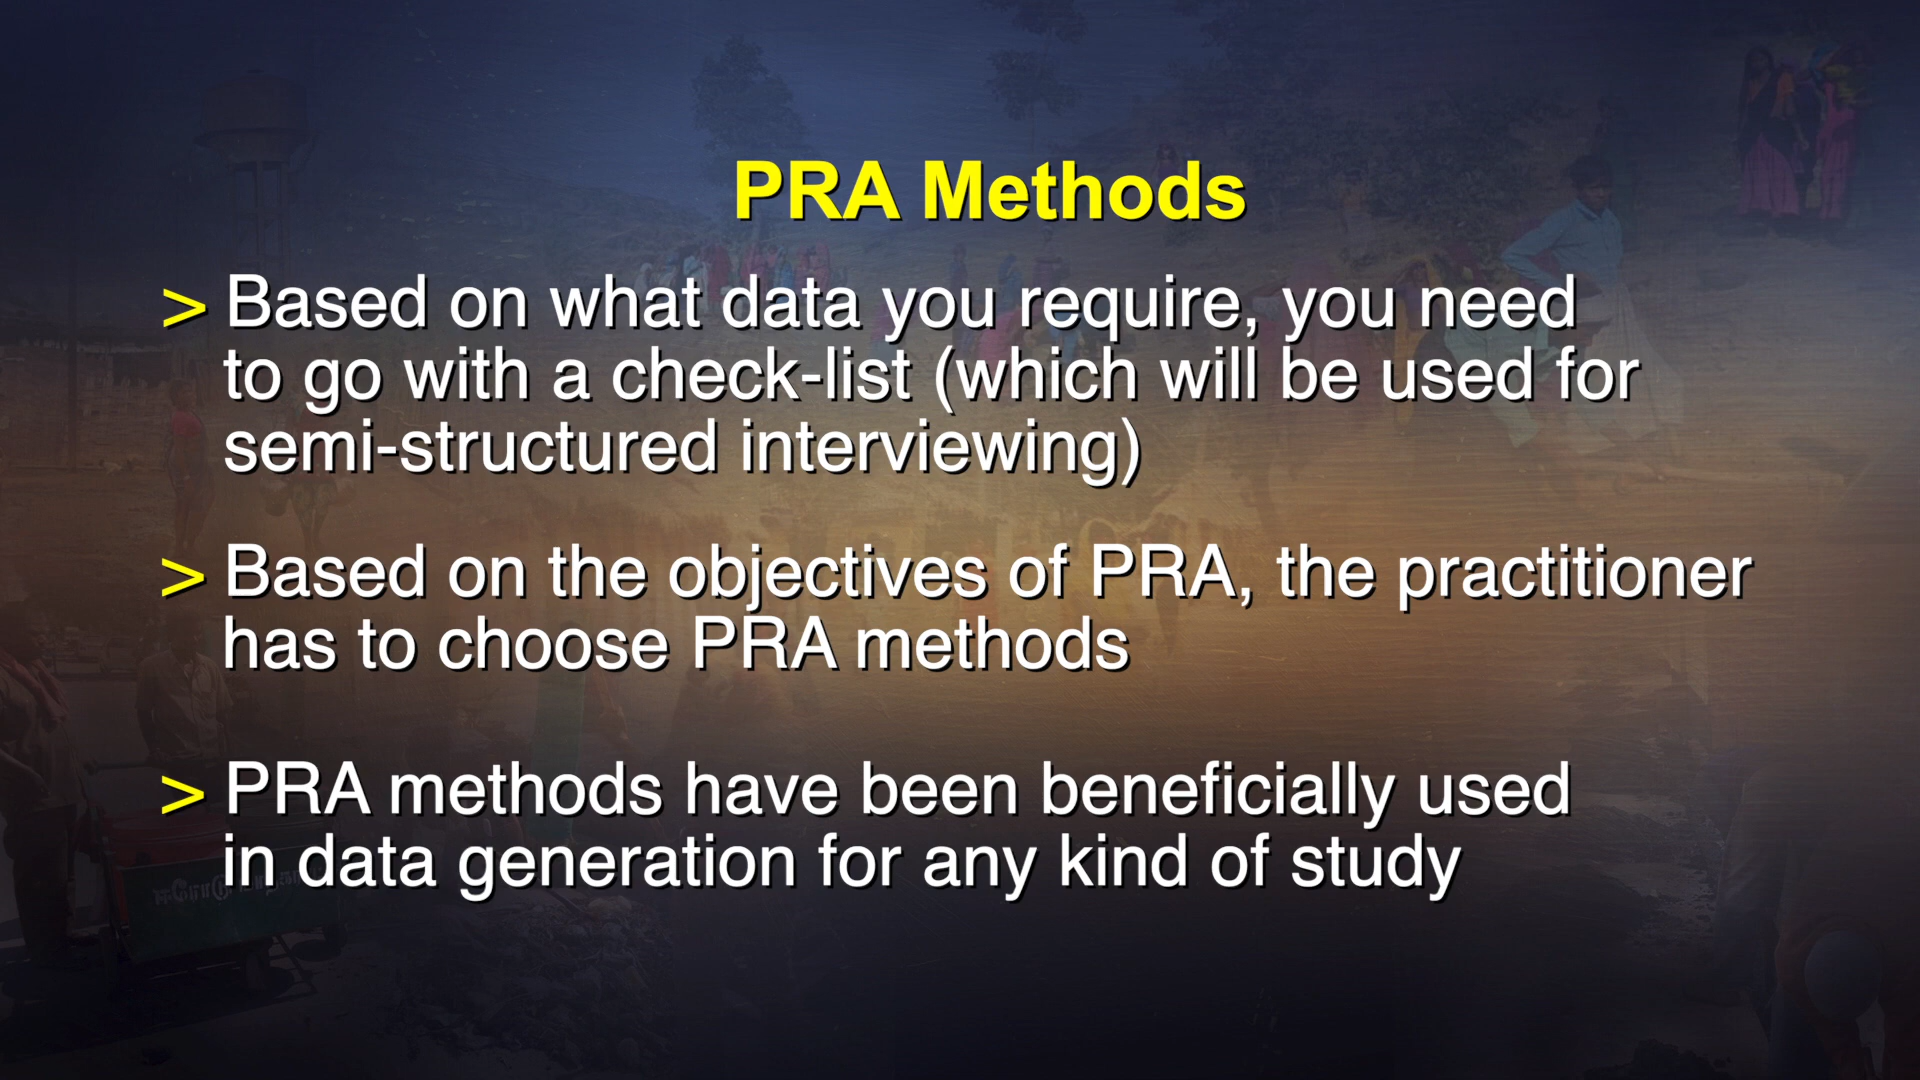 PRA Methods
> Based on what data you require, you need
to go with a check-list (which will be used for
semi-structured interviewing)
> Based on the objectives of PRA, the practitioner
has to choose PRA methods
> PRA methods have been beneficially used
in data generation for any kind of study